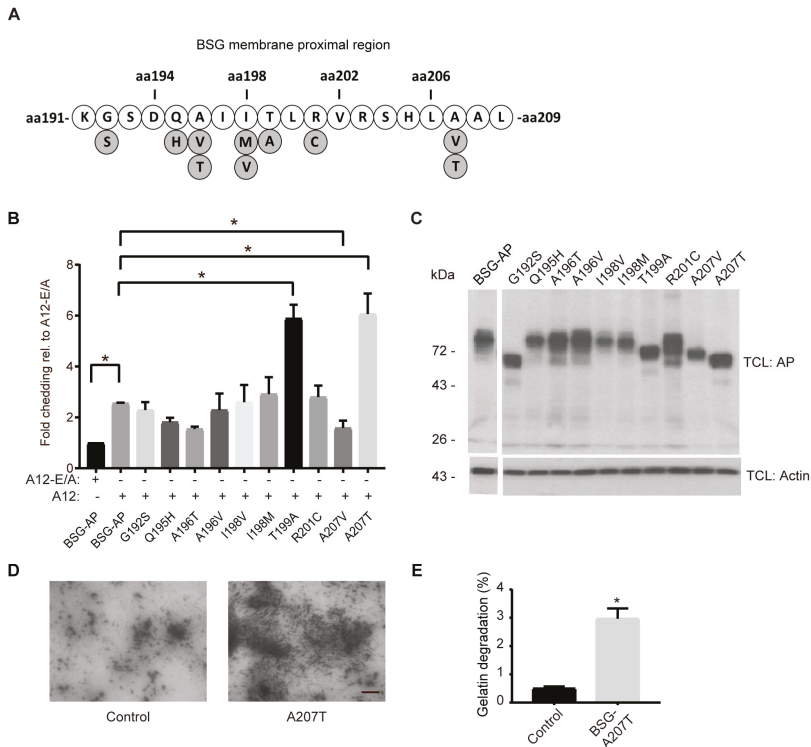 A
BSG membrane proximal region
aa194 aa198 aa202 aa206
aa191- K G S D Q A I I T L R V R S H L A A L -aa209
S H V M A C V
T V T
B
Fold chedding rel. to A12-E/A
8
6
4
2
0
* * * *
A12-E/A: + - - - - - - - - - - -
A12: - + + + + + + + + + + +
BSG-AP BSG-AP G192S Q195H A196T A196V I198V I198M T199A R201C A207V A207T
C
kDa
BSG-AP G192S Q195H A196T A196V I198V I198M T199A R201C A207V A207T
72 -
43 -
26 -
TCL: AP
43 -
TCL: Actin
D
Control
A207T
E
Gelatin degradation (%)
4
3
2
1
0
*
Control
BSG-
A207T